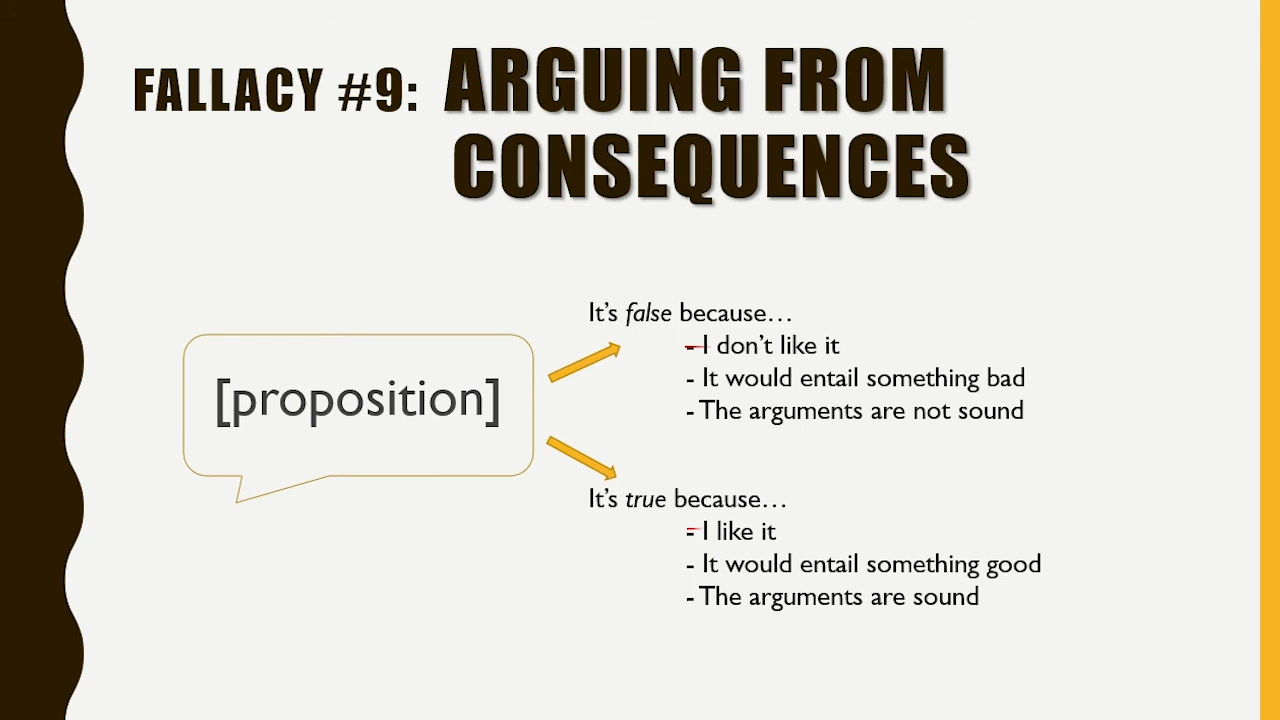 FALLACY #9: ARGUING FROM
CONSEQUENCES
It's false because…
- I don't like it
- It would entail something bad
- The arguments are not sound
[proposition]
It's true because…
- I like it
- It would entail something good
- The arguments are sound